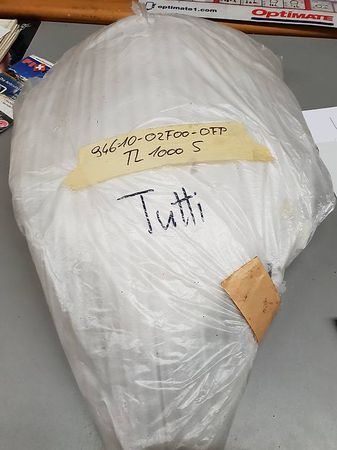 optimate1.com
OPTIMATE
94610-02F00-0FP
TL 1000 S
Tutti